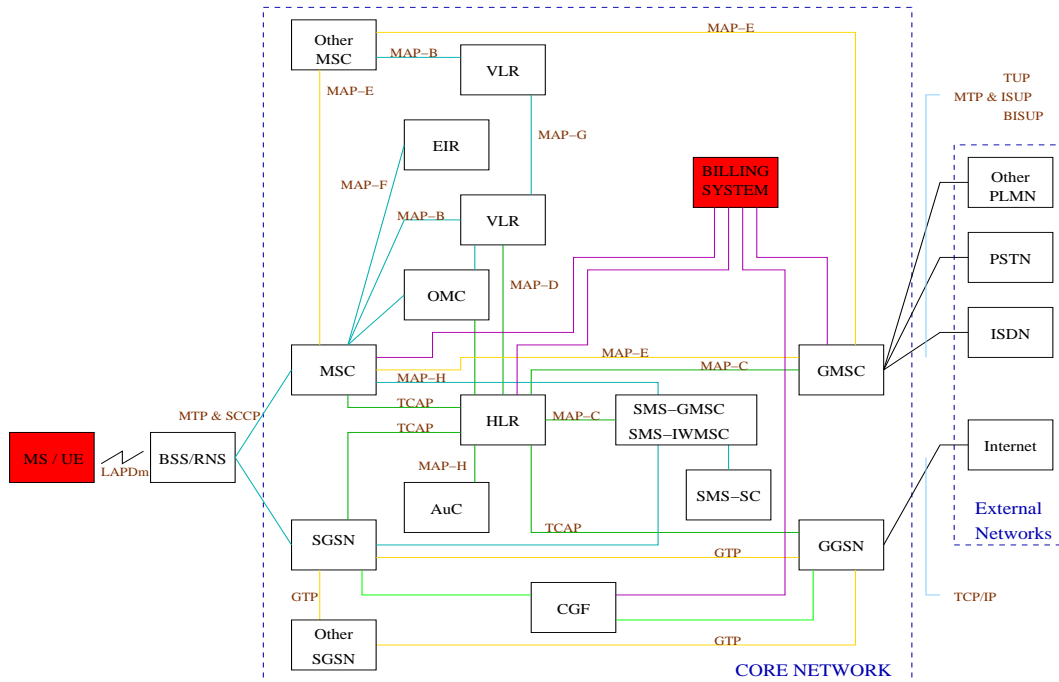 MAP–E
Other
MSC
MAP–B
VLR
TUP
MTP & ISUP
BISUP
MAP–E
MAP–G
EIR
MAP–F
BILLING
SYSTEM
Other
PLMN
MAP–B
VLR
PSTN
MAP–D
OMC
ISDN
MSC
MAP–E
MAP–C
GMSC
MAP–H
TCAP
MTP & SCCP
HLR
MAP–C
SMS–GMSC
SMS–IWMSC
TCAP
MS / UE
LAPDm
BSS/RNS
MAP–H
Internet
AuC
SMS–SC
External
Networks
SGSN
TCAP
GGSN
GTP
GTP
CGF
TCP/IP
Other
SGSN
GTP
CORE NETWORK